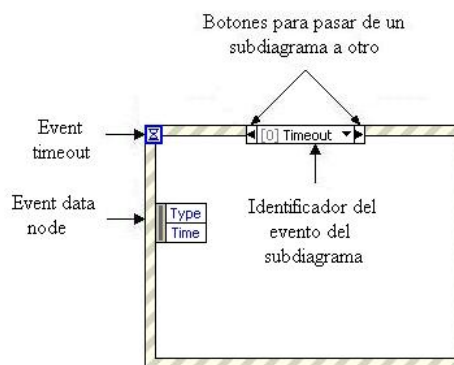 Botones para pasar de un
subdiagrama a otro
Event
timeout
[0] Timeout
Event data
node
Type
Time
Identificador del
evento del
subdiagrama